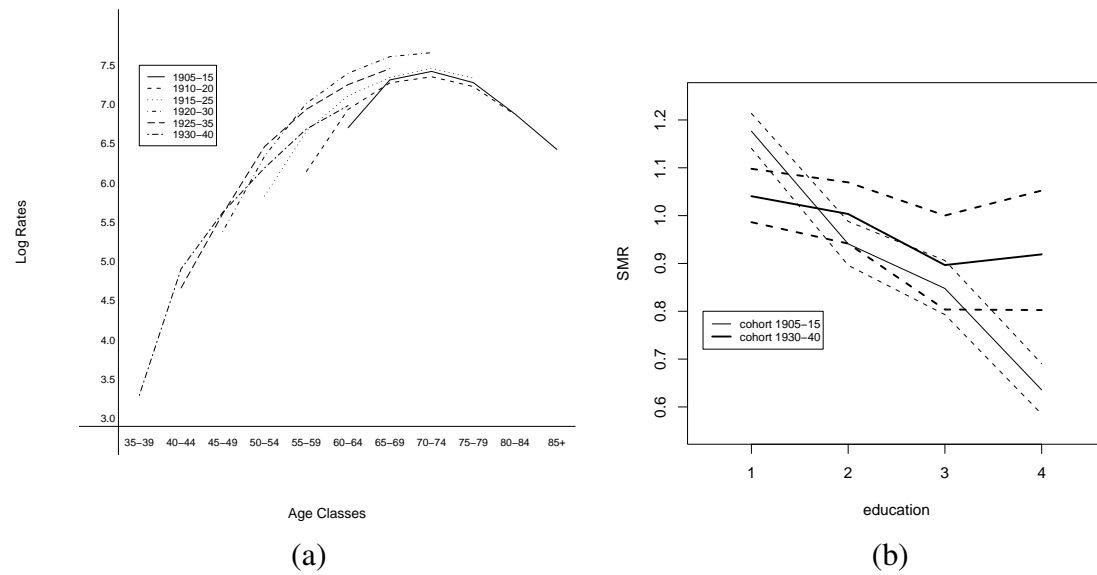 Log Rates
7.5
7.0
6.5
6.0
5.5
5.0
4.5
4.0
3.5
3.0
1905–15
1910–20
1915–25
1920–30
1925–35
1930–40
35–39 40–44 45–49 50–54 55–59 60–64 65–69 70–74 75–79 80–84 85+
Age Classes
(a)
SMR
1.2
1.1
1.0
0.9
0.8
0.7
0.6
cohort 1905–15
cohort 1930–40
1 2 3 4
education
(b)